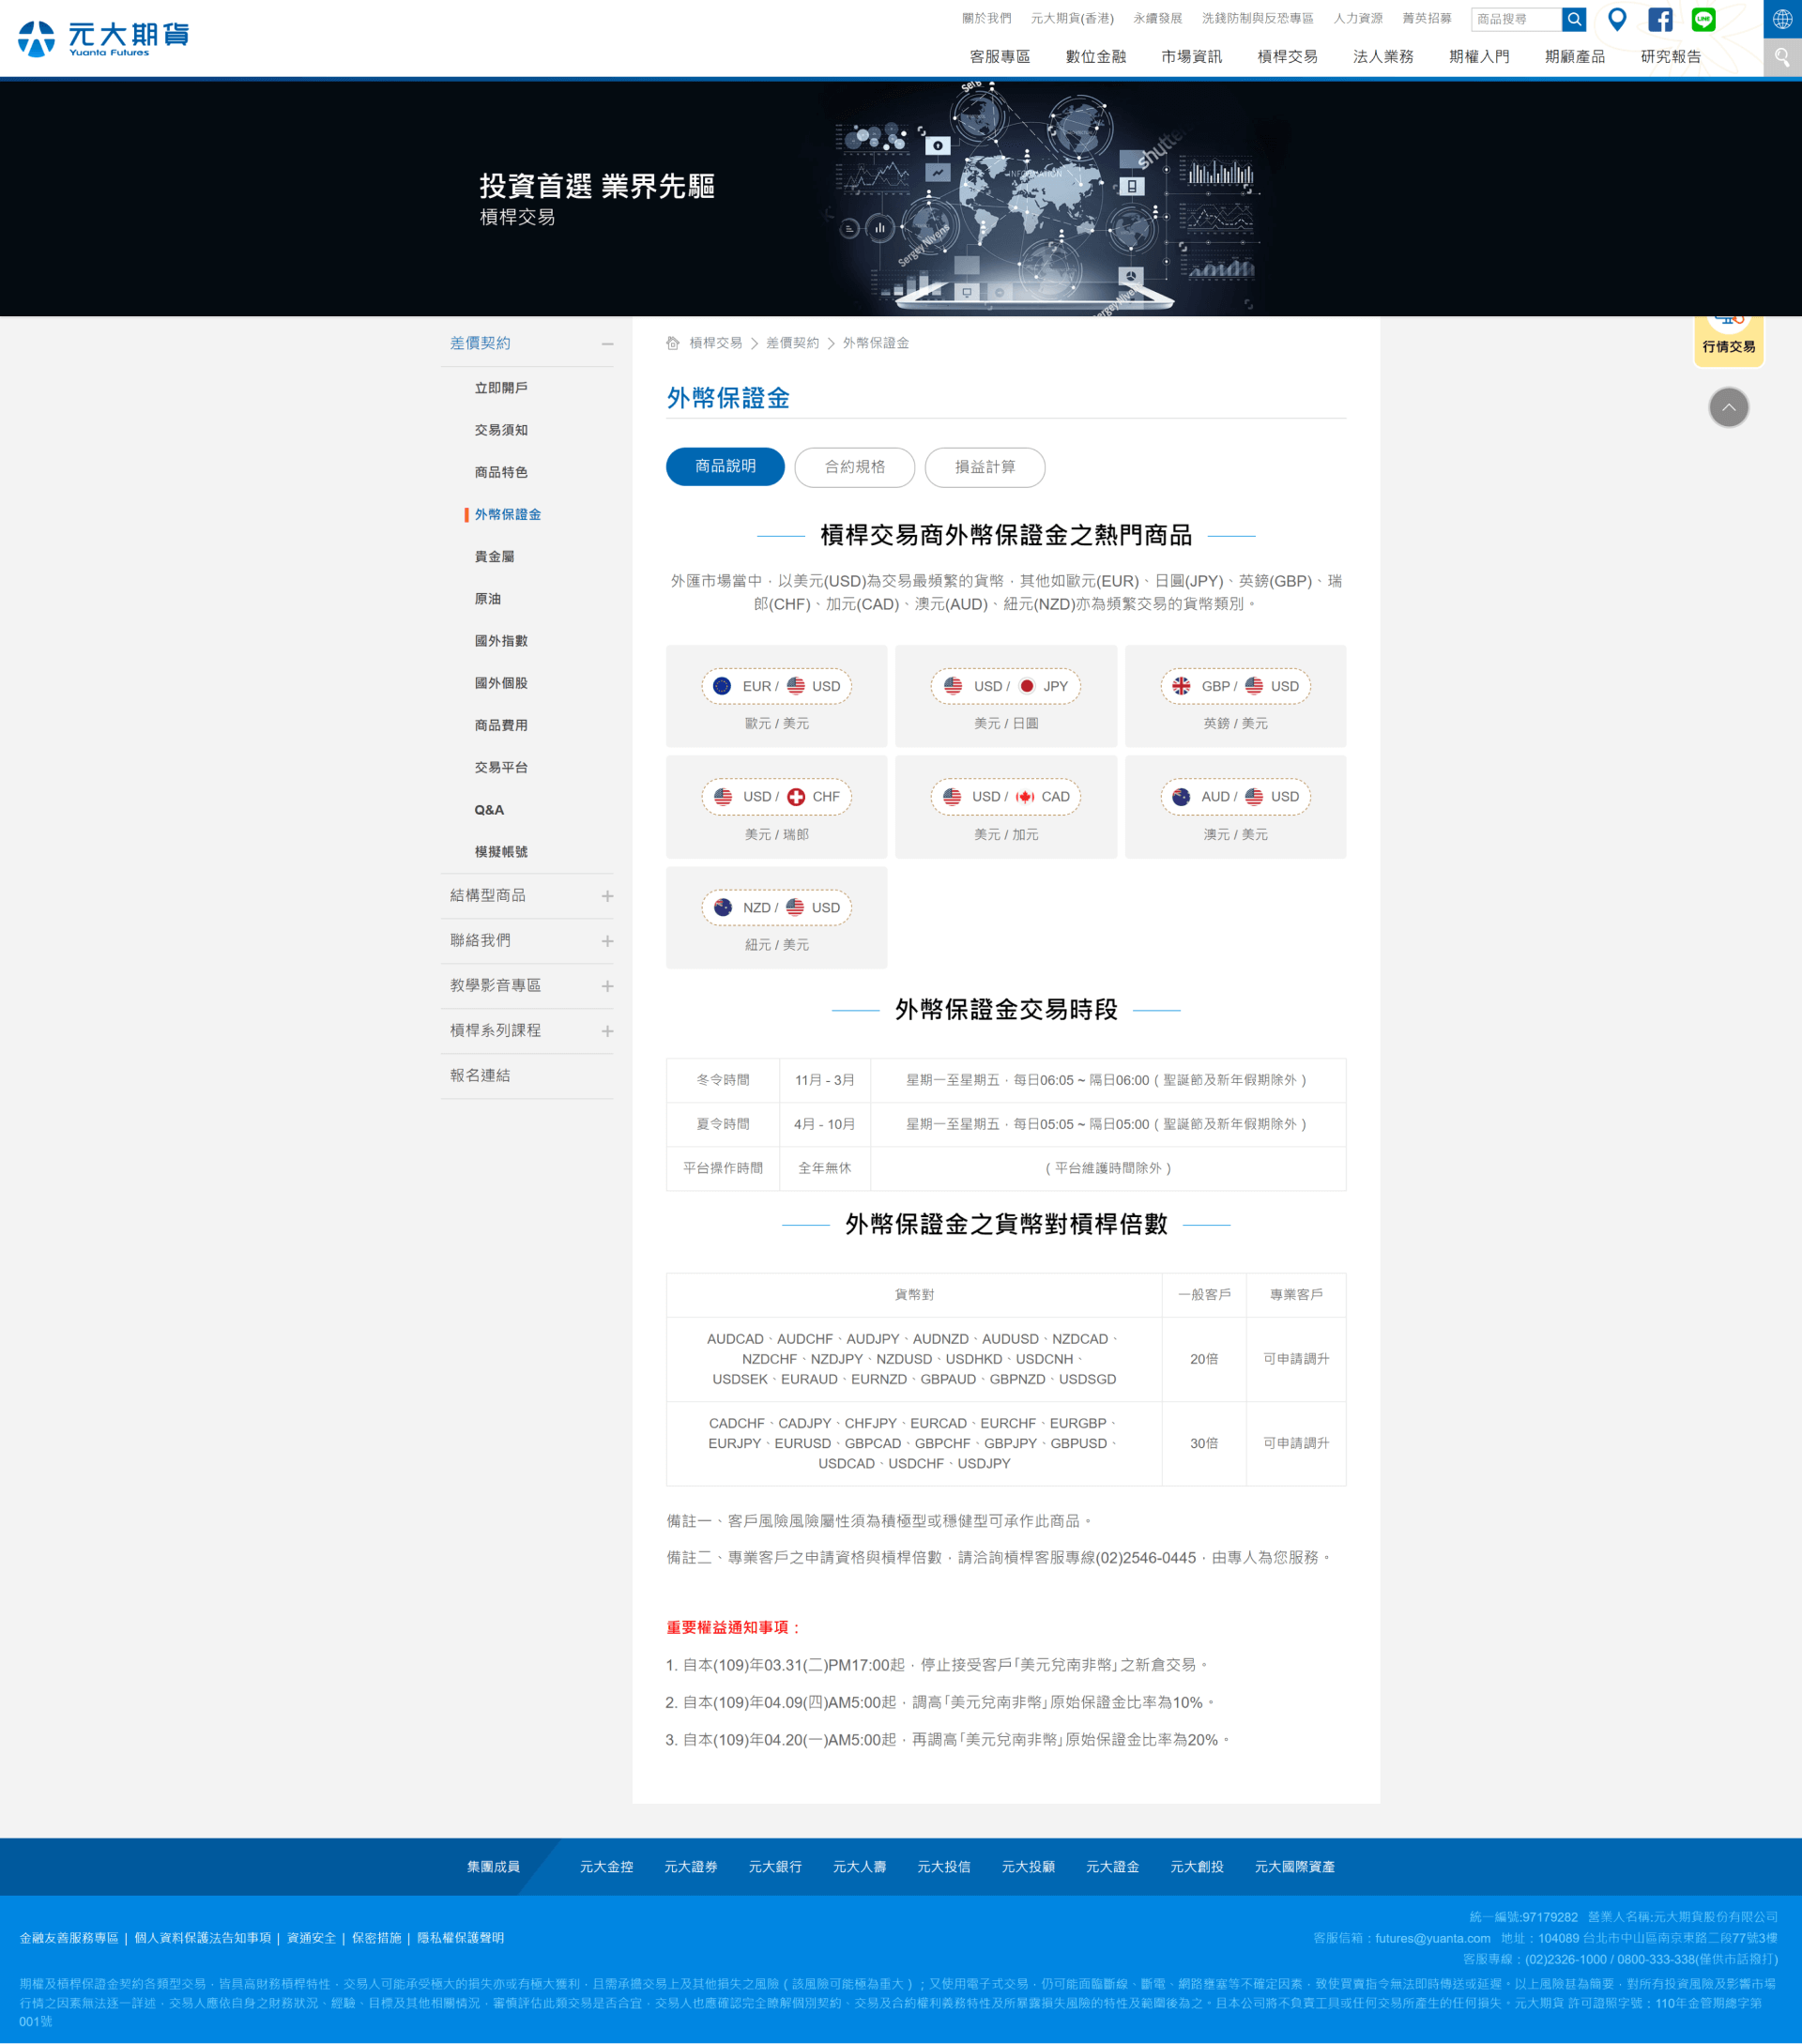 元大期貨
Yuanta Futures
關於我們 元大期貨(香港) 永續發展 洗錢防制與反恐專區 人力資源 菁英招募 商品搜尋
客服專區 數位金融 市場資訊 槓桿交易 法人業務 期權入門 期顧產品 研究報告
投資首選 業界先驅
槓桿交易
INFORMATION
行情交易
差價契約
立即開戶
交易須知
商品特色
外幣保證金
貴金屬
原油
國外指數
國外個股
商品費用
交易平台
Q&A
模擬帳號
結構型商品
聯絡我們
教學影音專區
槓桿系列課程
報名連結
槓桿交易 > 差價契約 > 外幣保證金
外幣保證金
商品說明 合約規格 損益計算
槓桿交易商外幣保證金之熱門商品
外匯市場當中，以美元(USD)為交易最頻繁的貨幣，其他如歐元(EUR)、日圓(JPY)、英鎊(GBP)、瑞
郎(CHF)、加元(CAD)、澳元(AUD)、紐元(NZD)亦為頻繁交易的貨幣類別。
EUR / USD
歐元 / 美元
USD / JPY
美元 / 日圓
GBP / USD
英鎊 / 美元
USD / CHF
美元 / 瑞郎
USD / CAD
美元 / 加元
AUD / USD
澳元 / 美元
NZD / USD
紐元 / 美元
外幣保證金交易時段
冬令時間 11月 - 3月 星期一至星期五，每日06:05 ~ 隔日06:00 ( 聖誕節及新年假期除外 )
夏令時間 4月 - 10月 星期一至星期五，每日05:05 ~ 隔日05:00 ( 聖誕節及新年假期除外 )
平台操作時間 全年無休 ( 平台維護時間除外 )
外幣保證金之貨幣對槓桿倍數
貨幣對 一般客戶 專業客戶
AUDCAD、AUDCHF、AUDJPY、AUDNZD、AUDUSD、NZDCAD、
NZDCHF、NZDJPY、NZDUSD、USDHKD、USDCNH、
USDSEK、EURAUD、EURNZD、GBPAUD、GBPNZD、USDSGD
20倍 可申請調升
CADCHF、CADJPY、CHFJPY、EURCAD、EURCHF、EURGBP、
EURJPY、EURUSD、GBPCAD、GBPCHF、GBPJPY、GBPUSD、
USDCAD、USDCHF、USDJPY
30倍 可申請調升
備註一、客戶風險風險屬性須為積極型或穩健型可承作此商品。
備註二、專業客戶之申請資格與槓桿倍數，請洽詢槓桿客服專線(02)2546-0445，由專人為您服務。
重要權益通知事項：
1. 自本(109)年03.31(二)PM17:00起，停止接受客戶「美元兌南非幣」之新倉交易。
2. 自本(109)年04.09(四)AM5:00起，調高「美元兌南非幣」原始保證金比率為10%。
3. 自本(109)年04.20(一)AM5:00起，再調高「美元兌南非幣」原始保證金比率為20%。
集團成員 元大金控 元大證券 元大銀行 元大人壽 元大投信 元大投顧 元大證金 元大創投 元大國際資產
金融友善服務專區 | 個人資料保護法告知事項 | 資通安全 | 保密措施 | 隱私權保護聲明
統一編號:97179282 營業人名稱:元大期貨股份有限公司
客服信箱：futures@yuanta.com 地址：104089 台北市中山區南京東路二段77號3樓
客服專線：(02)2326-1000 / 0800-333-338(僅供市話撥打)
期權及槓桿保證金契約各類型交易，皆具高財務槓桿特性，交易人可能承受極大的損失亦或有極大獲利，且需承擔交易上及其他損失之風險（該風險可能極為重大）；又使用電子式交易，仍可能面臨斷線、斷電、網路壅塞等不確定因素，致使買賣指令無法即時傳送或延遲。以上風險甚為簡要，對所有投資風險及影響市場
行情之因素無法逐一詳述，交易人應依自身之財務狀況、經驗、目標及其他相關情況，審慎評估此類交易是否合宜，交易人也應確認完全瞭解個別契約、交易及合約權利義務特性及所暴露損失風險的特性及範圍後為之。且本公司將不負責工具或任何交易所產生的任何損失。元大期貨 許可證照字號：110年金管期總字第
001號